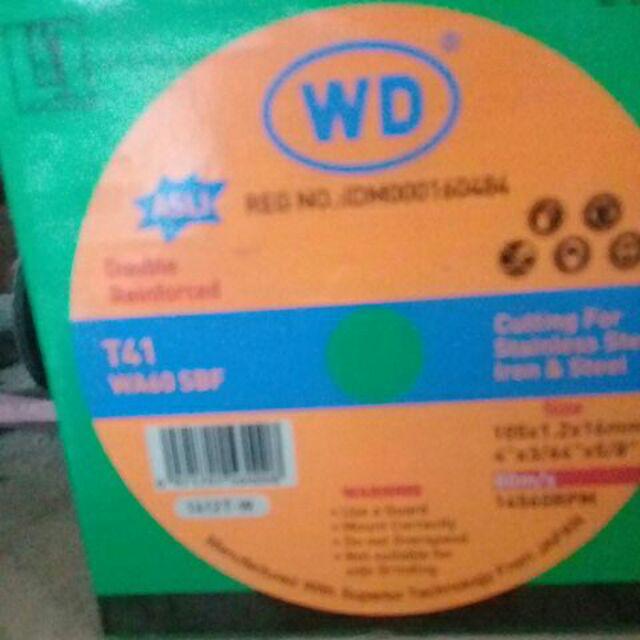 WD
®
ASLI
REG NO.:IDM000160484
Double
Reinforced
T41
WA60 SBF
Cutting For
Stainless
Iron & Steel
Size
105x1.2x16mm
4"x3/64"x5/8"
80m/s
WARNING
• Use a Guard
• Mount Correctly
• Do not Overspeed
• Not suitable for
side Grinding
Manufactured With Superior Technology From JAPAN